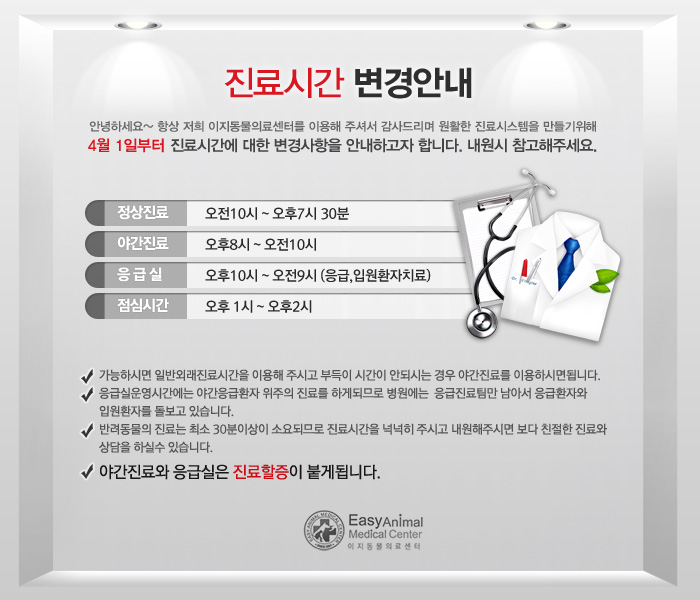 진료시간 변경안내
안녕하세요~ 항상 저희 이지동물의료센터를 이용해 주셔서 감사드리며 원활한 진료시스템을 만들기위해
4월 1일부터 진료시간에 대한 변경사항을 안내하고자 합니다. 내원시 참고해주세요.
정상진료 오전10시 ~ 오후7시 30분
야간진료 오후8시 ~ 오전10시
응 급 실 오후10시 ~ 오전9시 (응급,입원환자치료)
점심시간 오후 1시 ~ 오후2시
가능하시면 일반외래진료시간을 이용해 주시고 부득이 시간이 안되시는 경우 야간진료를 이용하시면됩니다.
응급실운영시간에는 야간응급환자 위주의 진료를 하게되므로 병원에는 응급진료팀만 남아서 응급환자와
입원환자를 돌보고 있습니다.
반려동물의 진료는 최소 30분이상이 소요되므로 진료시간을 넉넉히 주시고 내원해주시면 보다 친절한 진료와
상담을 하실수 있습니다.
야간진료와 응급실은 진료할증이 붙게됩니다.
EASY ANIMAL MEDICAL CENTER
EasyAnimal
Medical Center
이지동물의료센터